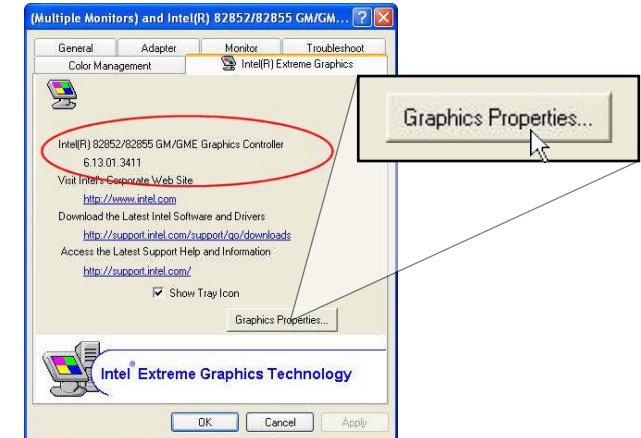 (Multiple Monitors) and Intel(R) 82852/82855 GM/GM...
General Adapter Monitor Troubleshoot
Color Management Intel(R) Extreme Graphics
Graphics Properties...
Intel(R) 82852/82855 GM/GME Graphics Controller
6.13.01.3411
Visit Intel's Corporate Web Site
http://www.intel.com
Download the Latest Intel Software and Drivers
http://support.intel.com/support/go/downloads
Access the Latest Support Help and Information
http://support.intel.com/
Show Tray Icon
Graphics Properties...
Intel® Extreme Graphics Technology
OK Cancel Apply